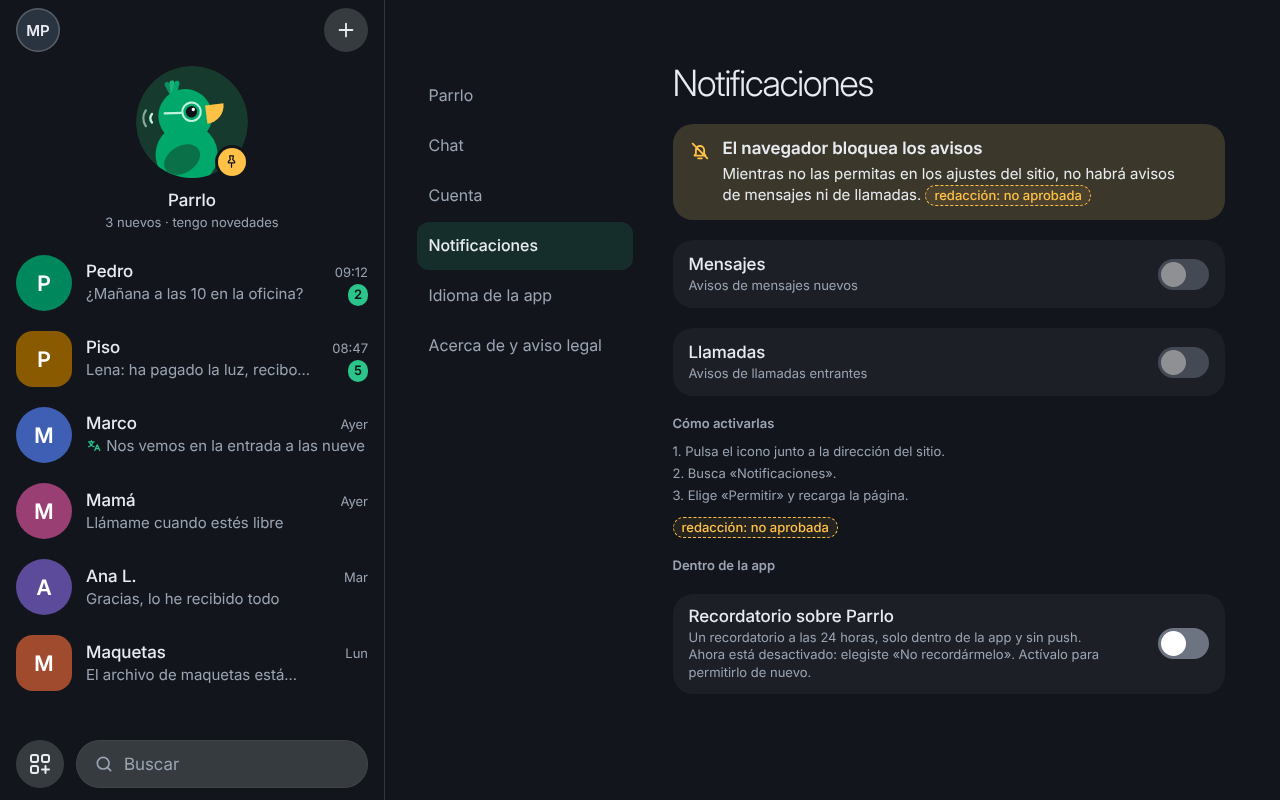 MP
Parrlo
3 nuevos · tengo novedades
P
Pedro
09:12
¿Mañana a las 10 en la oficina?
2
P
Piso
08:47
Lena: ha pagado la luz, recibo...
5
M
Marco
Ayer
Nos vemos en la entrada a las nueve
M
Mamá
Ayer
Llámame cuando estés libre
A
Ana L.
Mar
Gracias, lo he recibido todo
M
Maquetas
Lun
El archivo de maquetas está...
Buscar
Parrlo
Chat
Cuenta
Notificaciones
Idioma de la app
Acerca de y aviso legal
Notificaciones
El navegador bloquea los avisos
Mientras no las permitas en los ajustes del sitio, no habrá avisos
de mensajes ni de llamadas. redacción: no aprobada
Mensajes
Avisos de mensajes nuevos
Llamadas
Avisos de llamadas entrantes
Cómo activarlas
1. Pulsa el icono junto a la dirección del sitio.
2. Busca «Notificaciones».
3. Elige «Permitir» y recarga la página.
redacción: no aprobada
Dentro de la app
Recordatorio sobre Parrlo
Un recordatorio a las 24 horas, solo dentro de la app y sin push.
Ahora está desactivado: elegiste «No recordármelo». Actívalo para
permitirlo de nuevo.